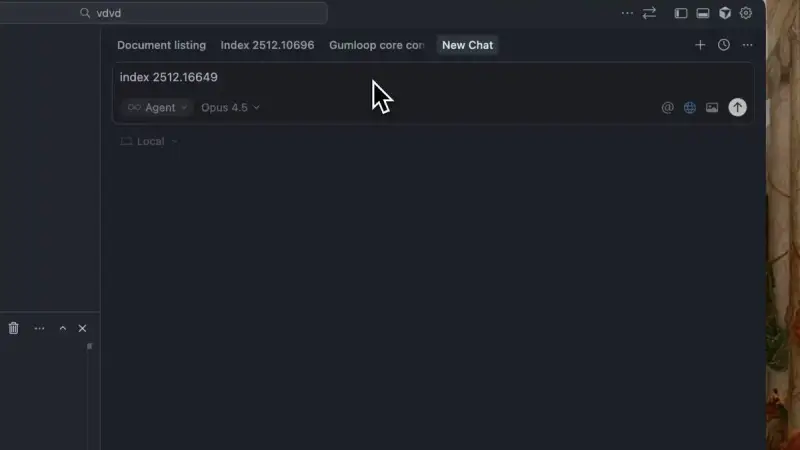 vdvd
Document listing Index 2512.10696 Gumloop core con New Chat
index 2512.16649
Agent Opus 4.5
Local